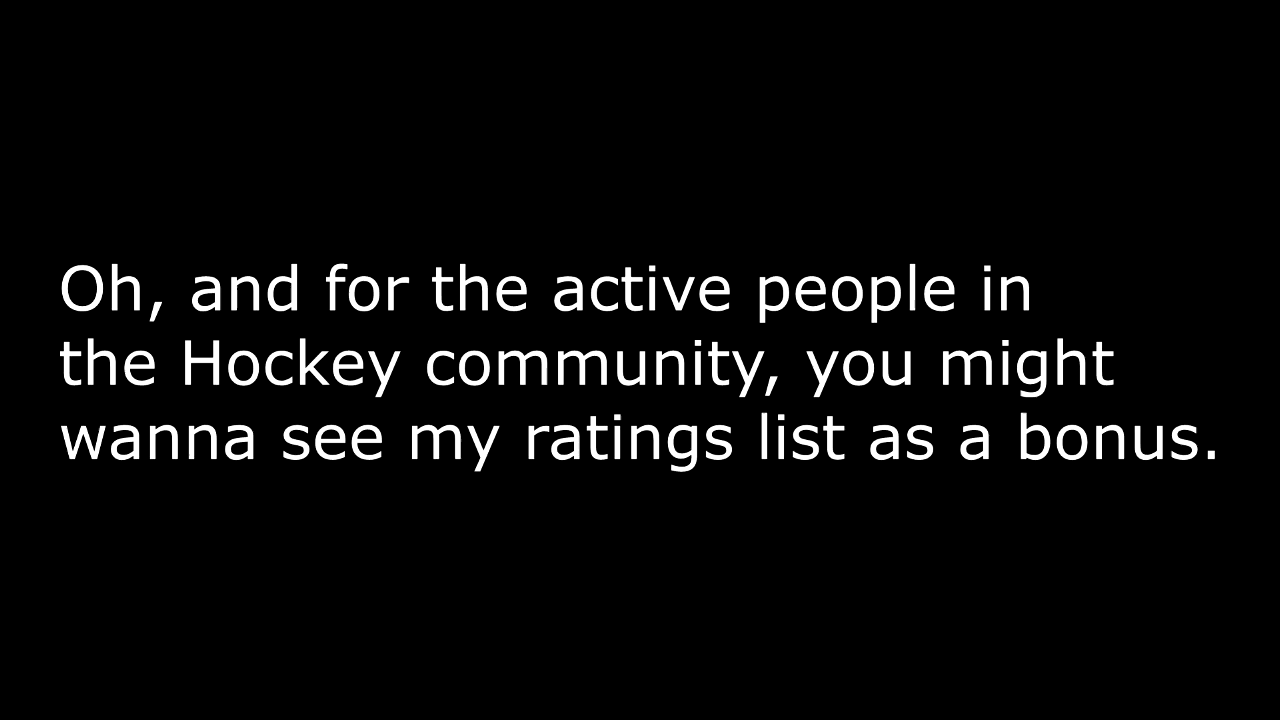 Oh, and for the active people in
the Hockey community, you might
wanna see my ratings list as a bonus.